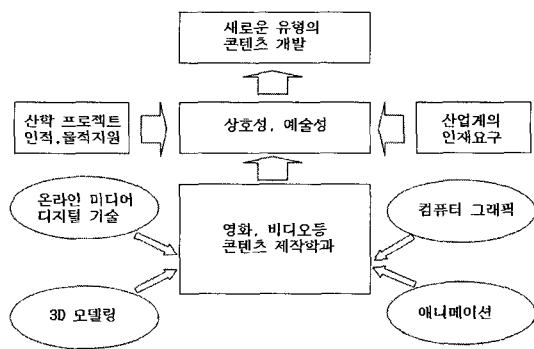 새로운 유형의
콘텐츠 개발
산학 프로젝트
인적,물적지원
상호성, 예술성
산업계의
인재요구
온라인 미디어
디지털 기술
영화, 비디오등
콘텐츠 제작학과
컴퓨터 그래픽
3D 모델링
애니메이션